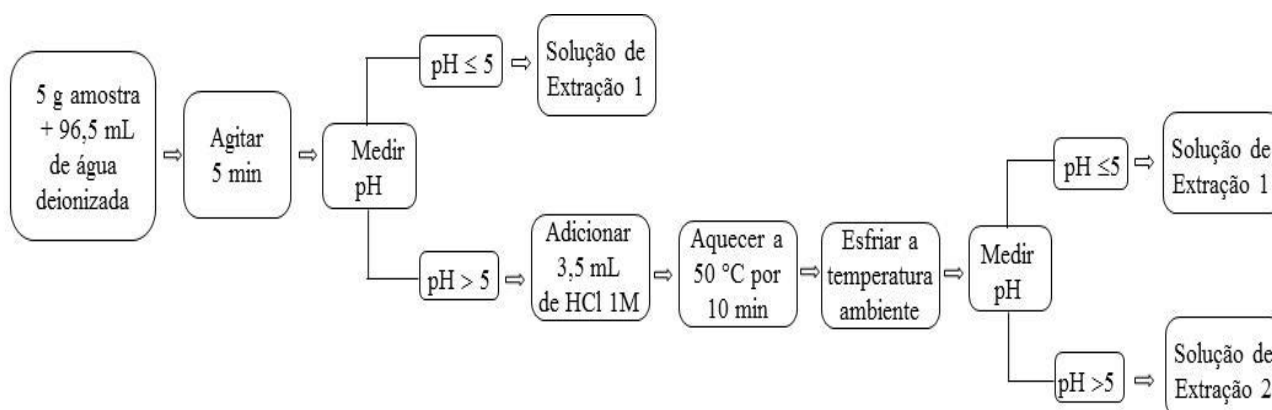 5 g amostra
+ 96,5 mL
de água
deionizada
Agitar
5 min
Medir
pH
pH ≤ 5
Solução de
Extração 1
pH > 5
Adicionar
3,5 mL
de HCl 1M
Aquecer a
50 °C por
10 min
Esfriar a
temperatura
ambiente
Medir
pH
pH ≤5
Solução de
Extração 1
pH >5
Solução de
Extração 2